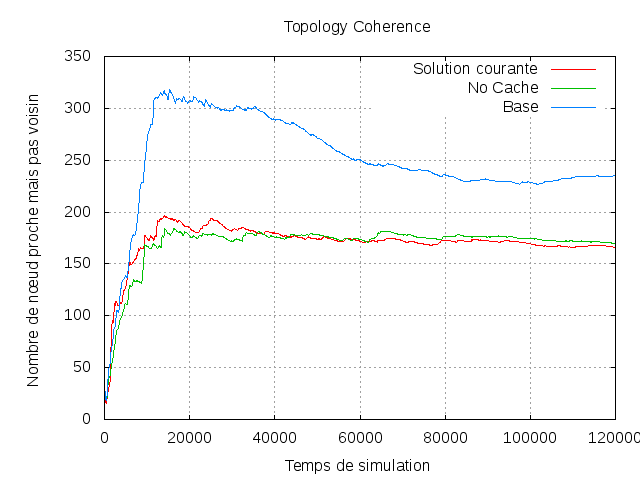 Topology Coherence
350
300
250
200
150
100
50
0
Nombre de nœud proche mais pas voisin
Solution courante
No Cache
Base
0 20000 40000 60000 80000 100000 120000
Temps de simulation